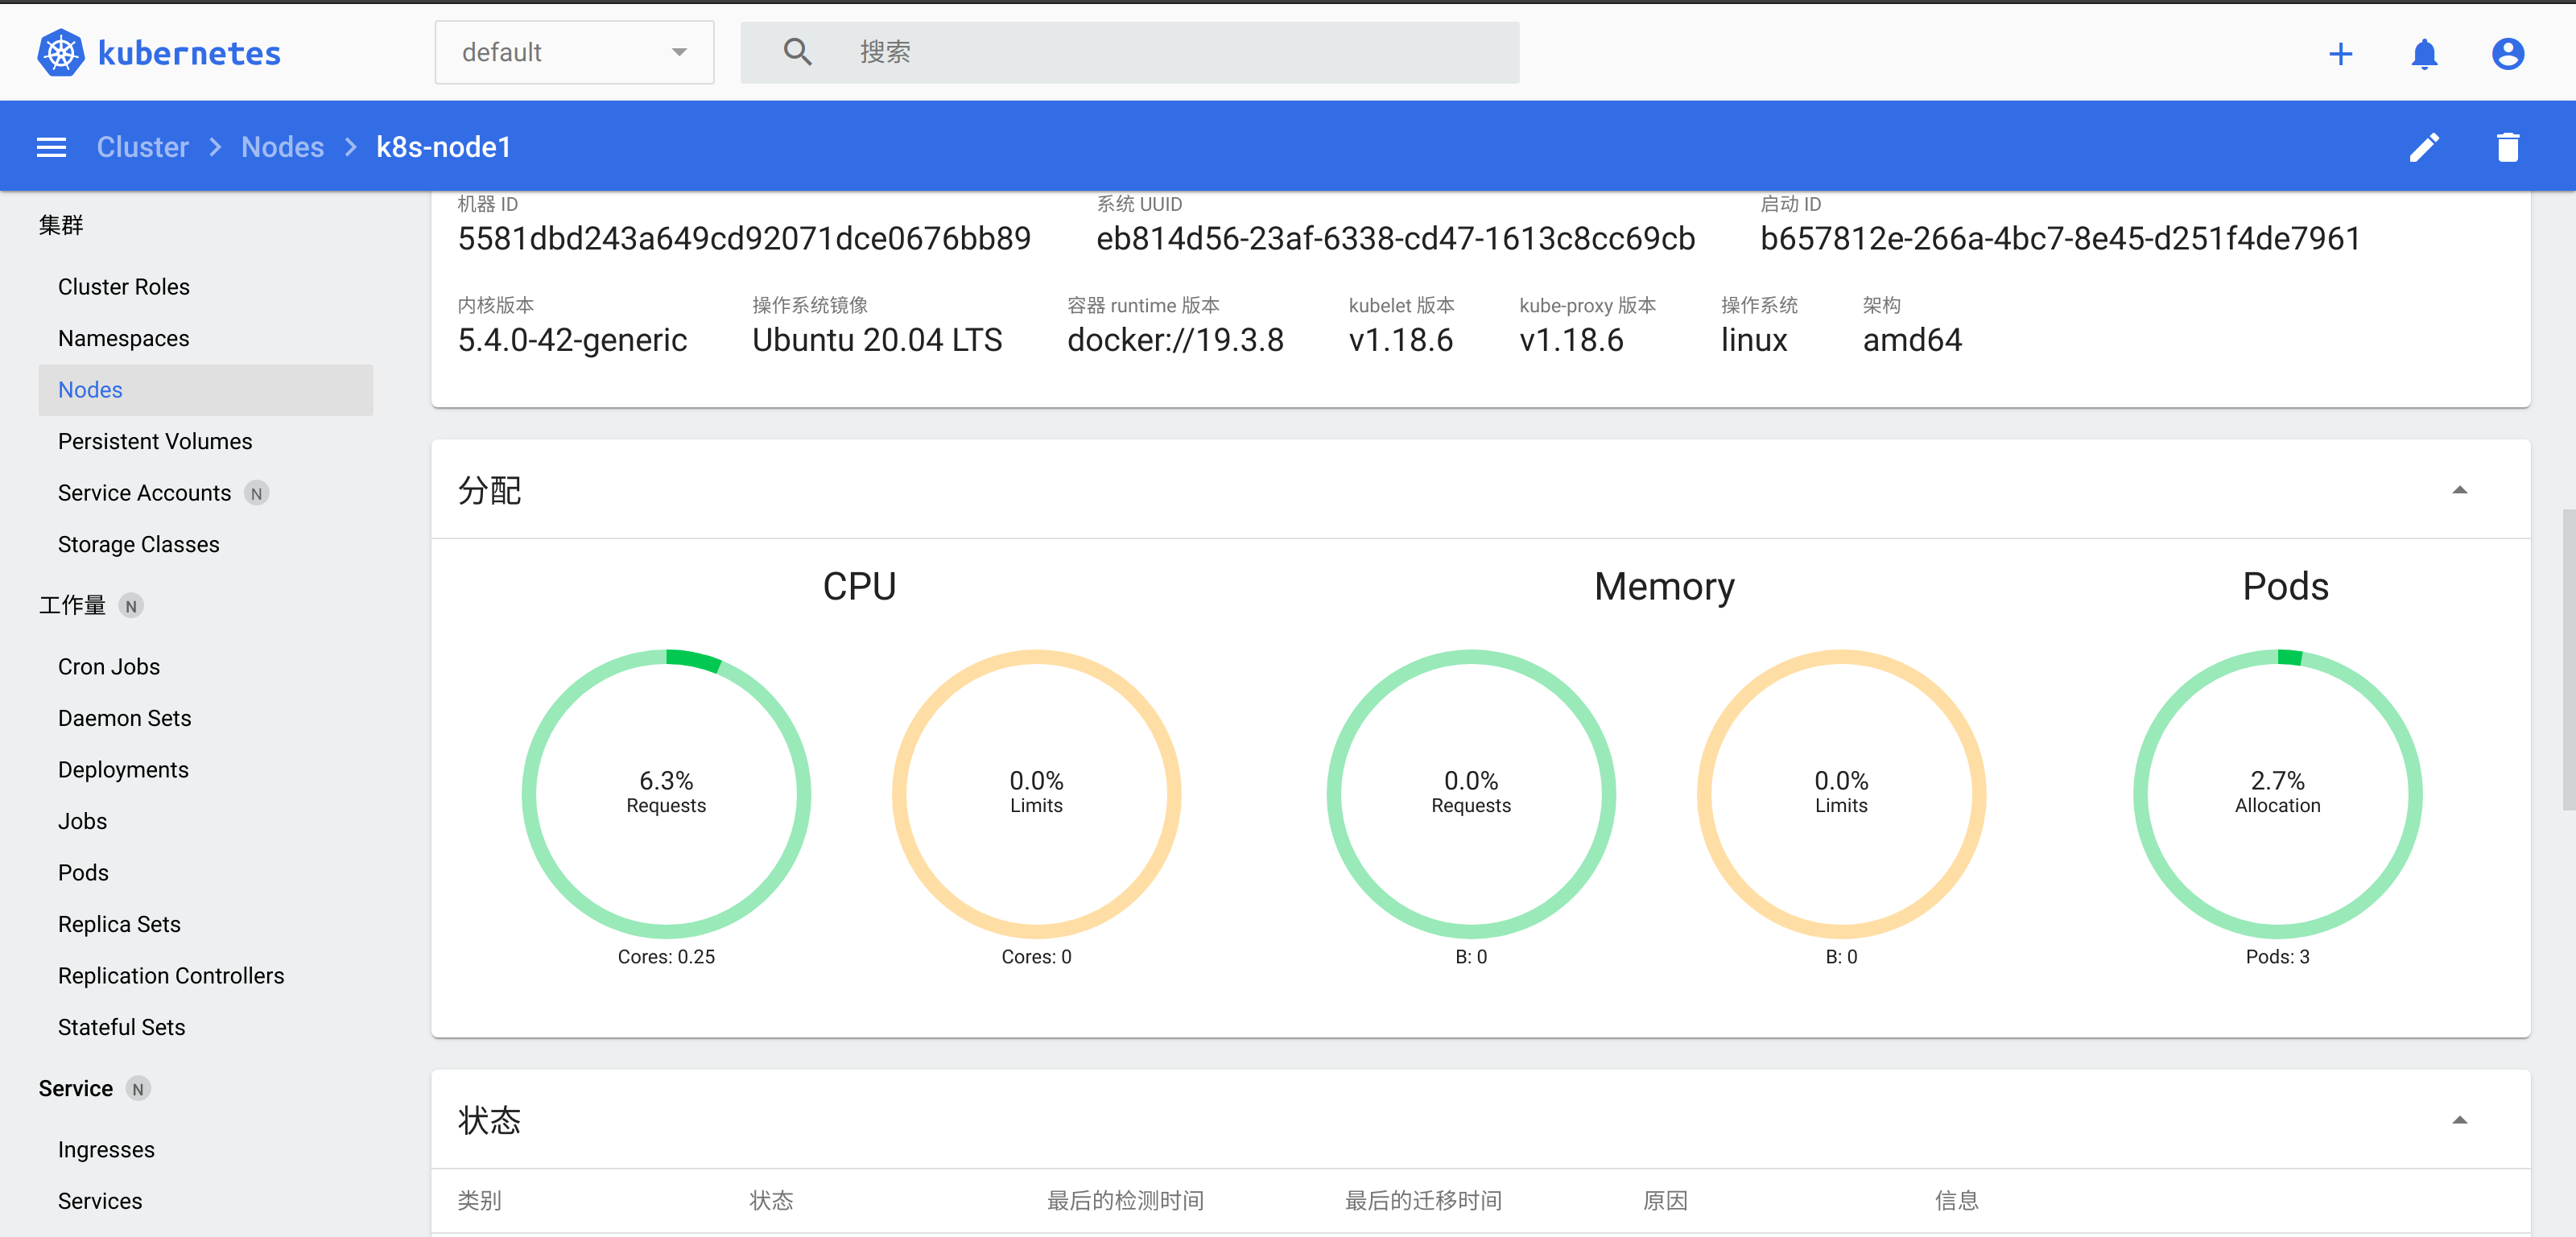 kubernetes
default
搜索
Cluster > Nodes > k8s-node1
集群
Cluster Roles
Namespaces
Nodes
Persistent Volumes
Service Accounts N
Storage Classes
工作量 N
Cron Jobs
Daemon Sets
Deployments
Jobs
Pods
Replica Sets
Replication Controllers
Stateful Sets
Service N
Ingresses
Services
机器 ID 系统 UUID 启动 ID
5581dbd243a649cd92071dce0676bb89 eb814d56-23af-6338-cd47-1613c8cc69cb b657812e-266a-4bc7-8e45-d251f4de7961
内核版本 操作系统镜像 容器 runtime 版本 kubelet 版本 kube-proxy 版本 操作系统 架构
5.4.0-42-generic Ubuntu 20.04 LTS docker://19.3.8 v1.18.6 v1.18.6 linux amd64
分配
CPU Memory Pods
6.3% 0.0% 0.0% 0.0% 2.7%
Requests Limits Requests Limits Allocation
Cores: 0.25 Cores: 0 B: 0 B: 0 Pods: 3
状态
类别 状态 最后的检测时间 最后的迁移时间 原因 信息